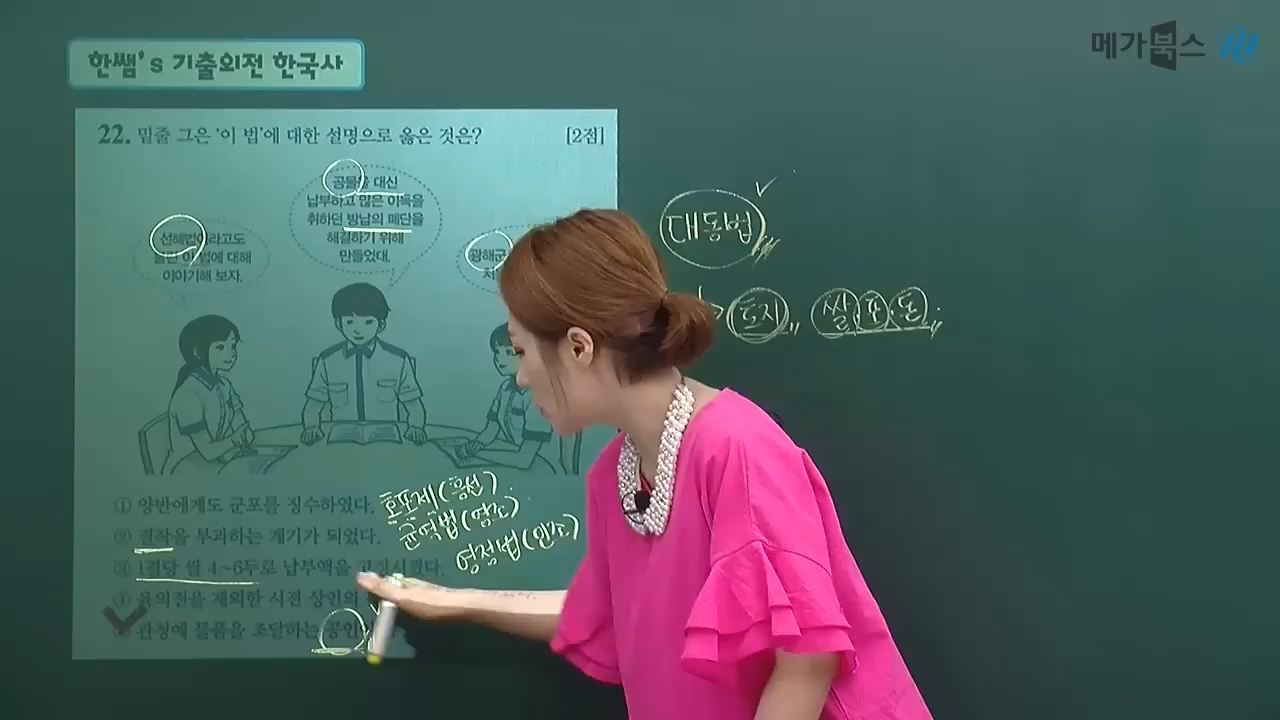 한쌤's 기출외전 한국사
메가북스
22. 밑줄 그은 '이 법'에 대한 설명으로 옳은 것은? [2점]
공물을 대신
납부하고 많은 이득을
취하던 방납의 폐단을
해결하기 위해
만들었대.
선혜법이라고도
이 법에 대해
이야기해 보자.
광해군
처
대동법
토지 쌀, 포, 돈
① 양반에게도 군포를 징수하였다. 호포제(흥선)
균역법(영조)
② 결작을 부과하는 계기가 되었다.
영정법(인조)
③ 1결당 쌀 4~6두로 납부액을 고정시켰다.
육의전을 제외한 시전 상인의
관청에 물품을 조달하는 공인이